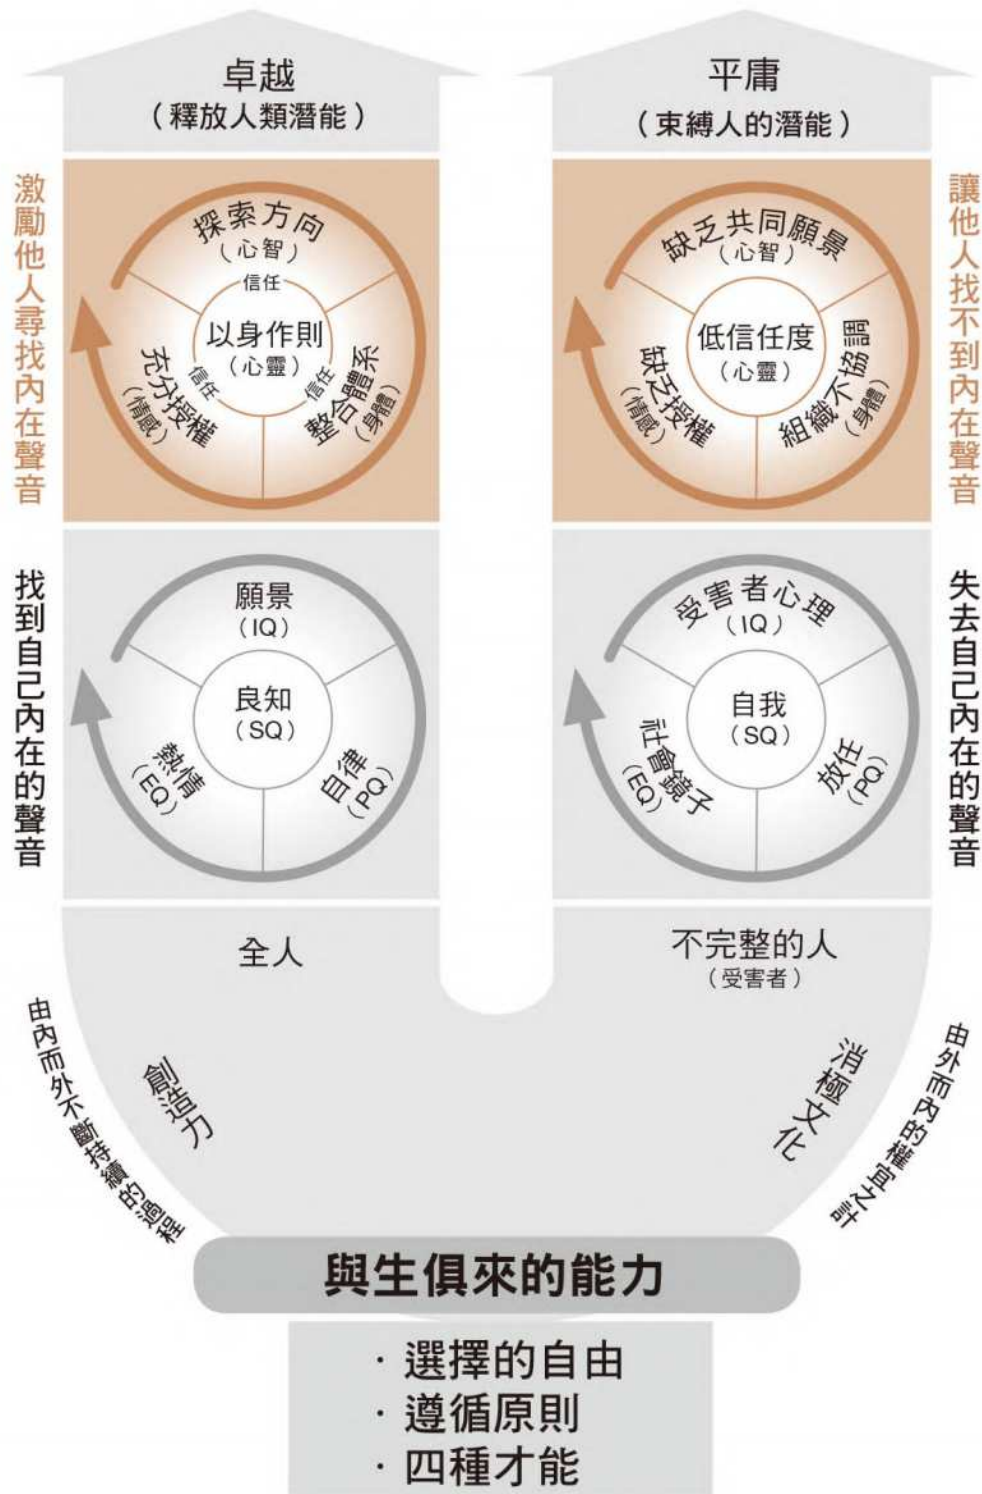 卓越
（釋放人類潛能）
平庸
（束縛人的潛能）
激勵他人尋找內在聲音
探索方向
（心智）
信任
以身作則
（心靈）
信任
信任
充分授權
（情感）
整合體系
（身體）
缺乏共同願景
（心智）
低信任度
（心靈）
缺乏授權
（情感）
組織不協調
（身體）
讓他人找不到內在聲音
找到自己內在的聲音
願景
（IQ）
良知
（SQ）
熱情
（EQ）
自律
（PQ）
受害者心理
（IQ）
自我
（SQ）
社會鏡子
（EQ）
放任
（PQ）
失去自己內在的聲音
全人
不完整的人
（受害者）
由內而外不斷持續的過程
創造力
消極文化
由外而內的權宜之計
與生俱來的能力
· 選擇的自由
· 遵循原則
· 四種才能